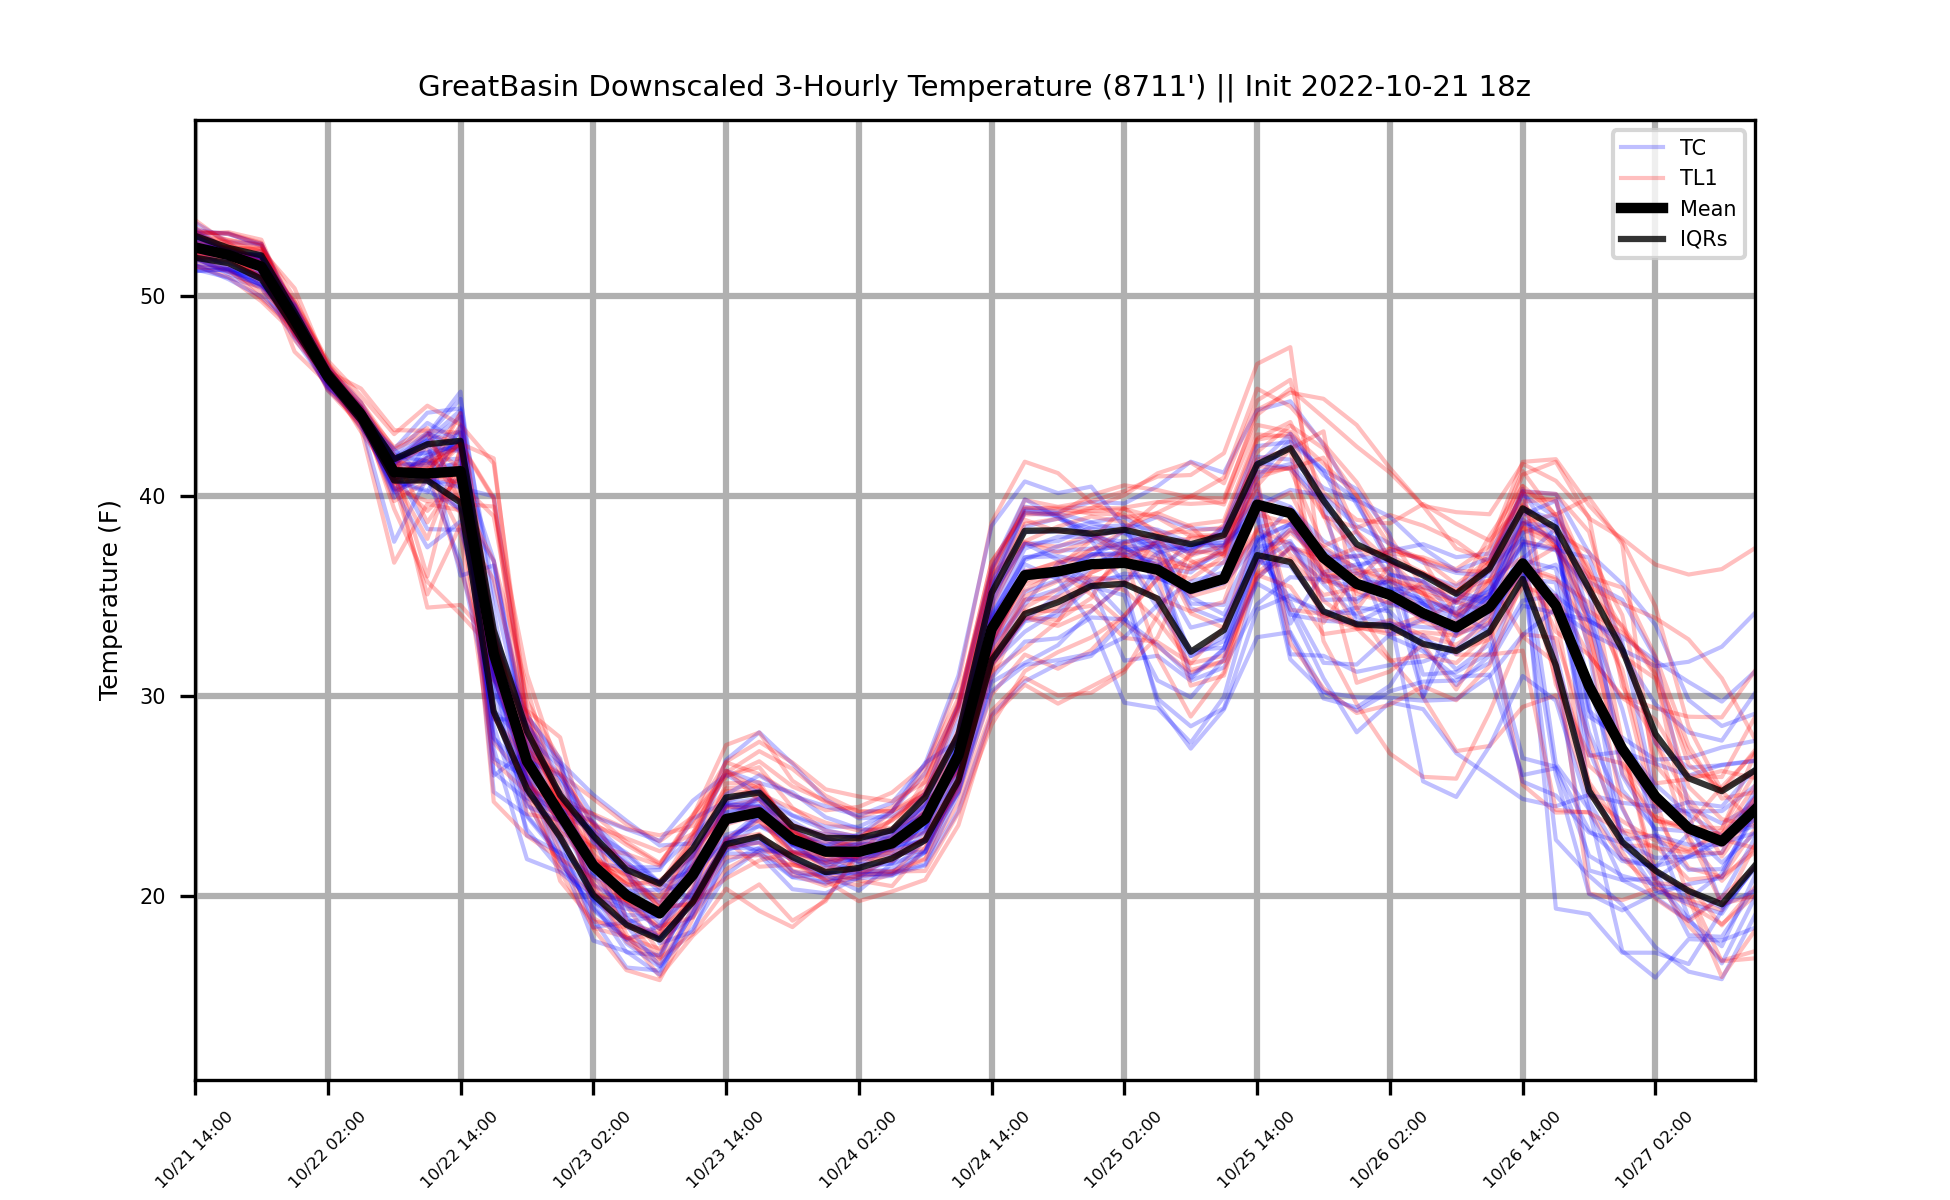 GreatBasin Downscaled 3-Hourly Temperature (8711') || Init 2022-10-21 18z
TC
TL1
Mean
IQRs
Temperature (F)
50
40
30
20
10/21 14:00
10/22 02:00
10/22 14:00
10/23 02:00
10/23 14:00
10/24 02:00
10/24 14:00
10/25 02:00
10/25 14:00
10/26 02:00
10/26 14:00
10/27 02:00